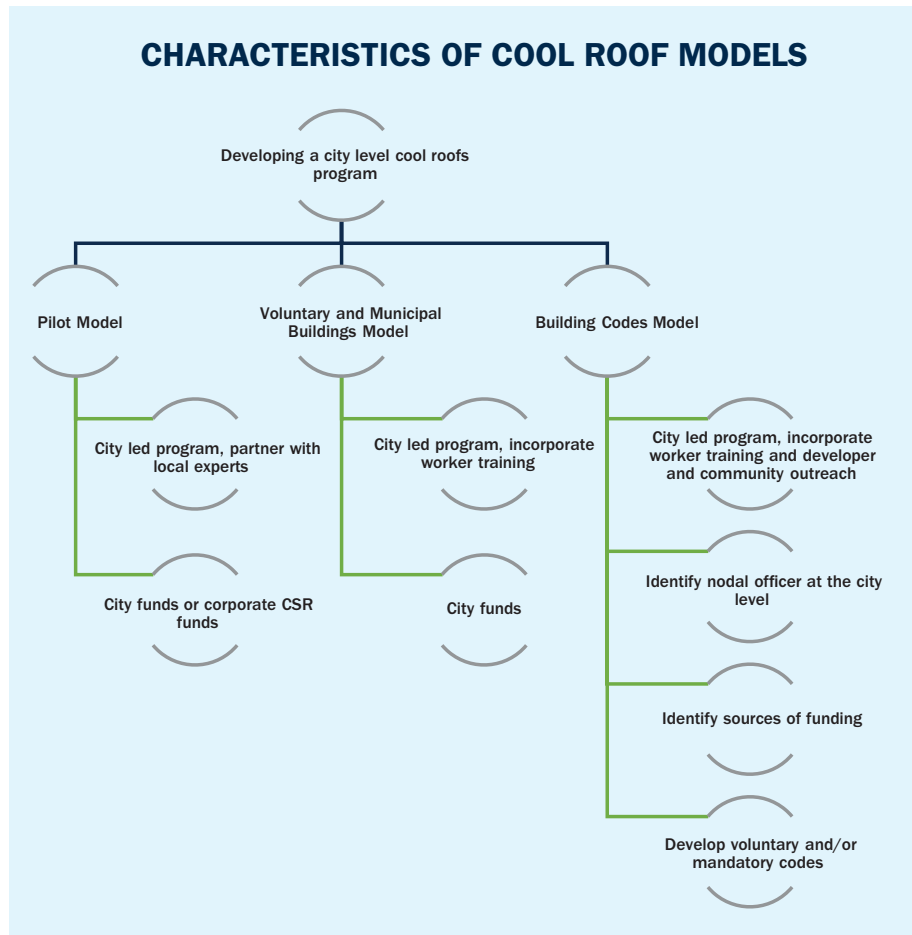 CHARACTERISTICS OF COOL ROOF MODELS
Developing a city level cool roofs
program
Pilot Model
Voluntary and Municipal
Buildings Model
Building Codes Model
City led program, partner with
local experts
City led program, incorporate
worker training
City led program, incorporate
worker training and developer
and community outreach
City funds or corporate CSR
funds
City funds
Identify nodal officer at the city
level
Identify sources of funding
Develop voluntary and/or
mandatory codes